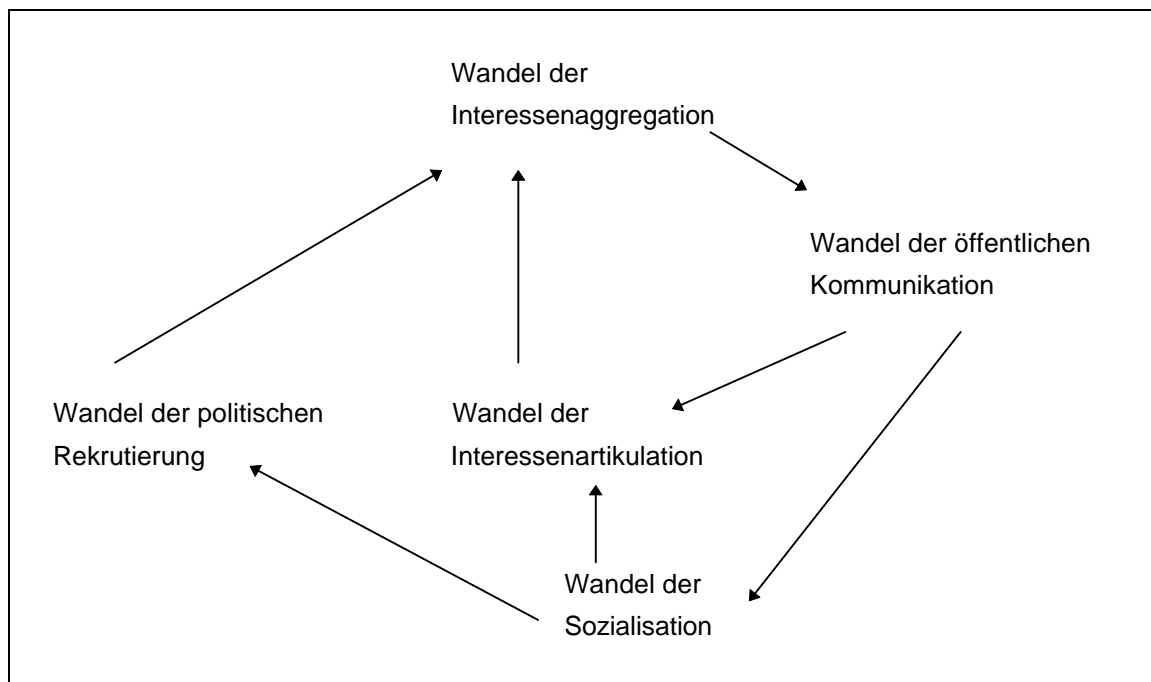 Wandel der
Interessenaggregation
Wandel der öffentlichen
Kommunikation
Wandel der politischen
Rekrutierung
Wandel der
Interessenartikulation
Wandel der
Sozialisation